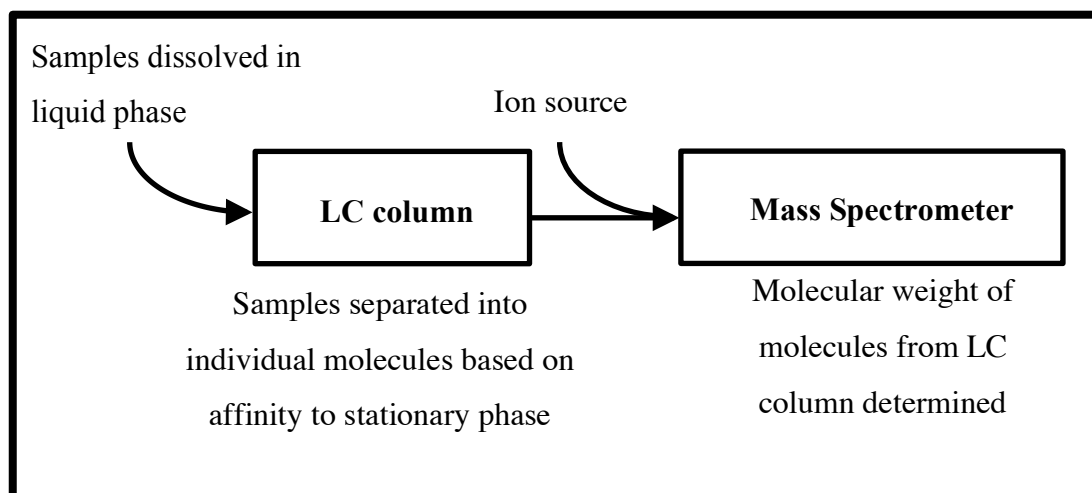 Samples dissolved in
liquid phase
Ion source
LC column
Mass Spectrometer
Samples separated into
individual molecules based on
affinity to stationary phase
Molecular weight of
molecules from LC
column determined